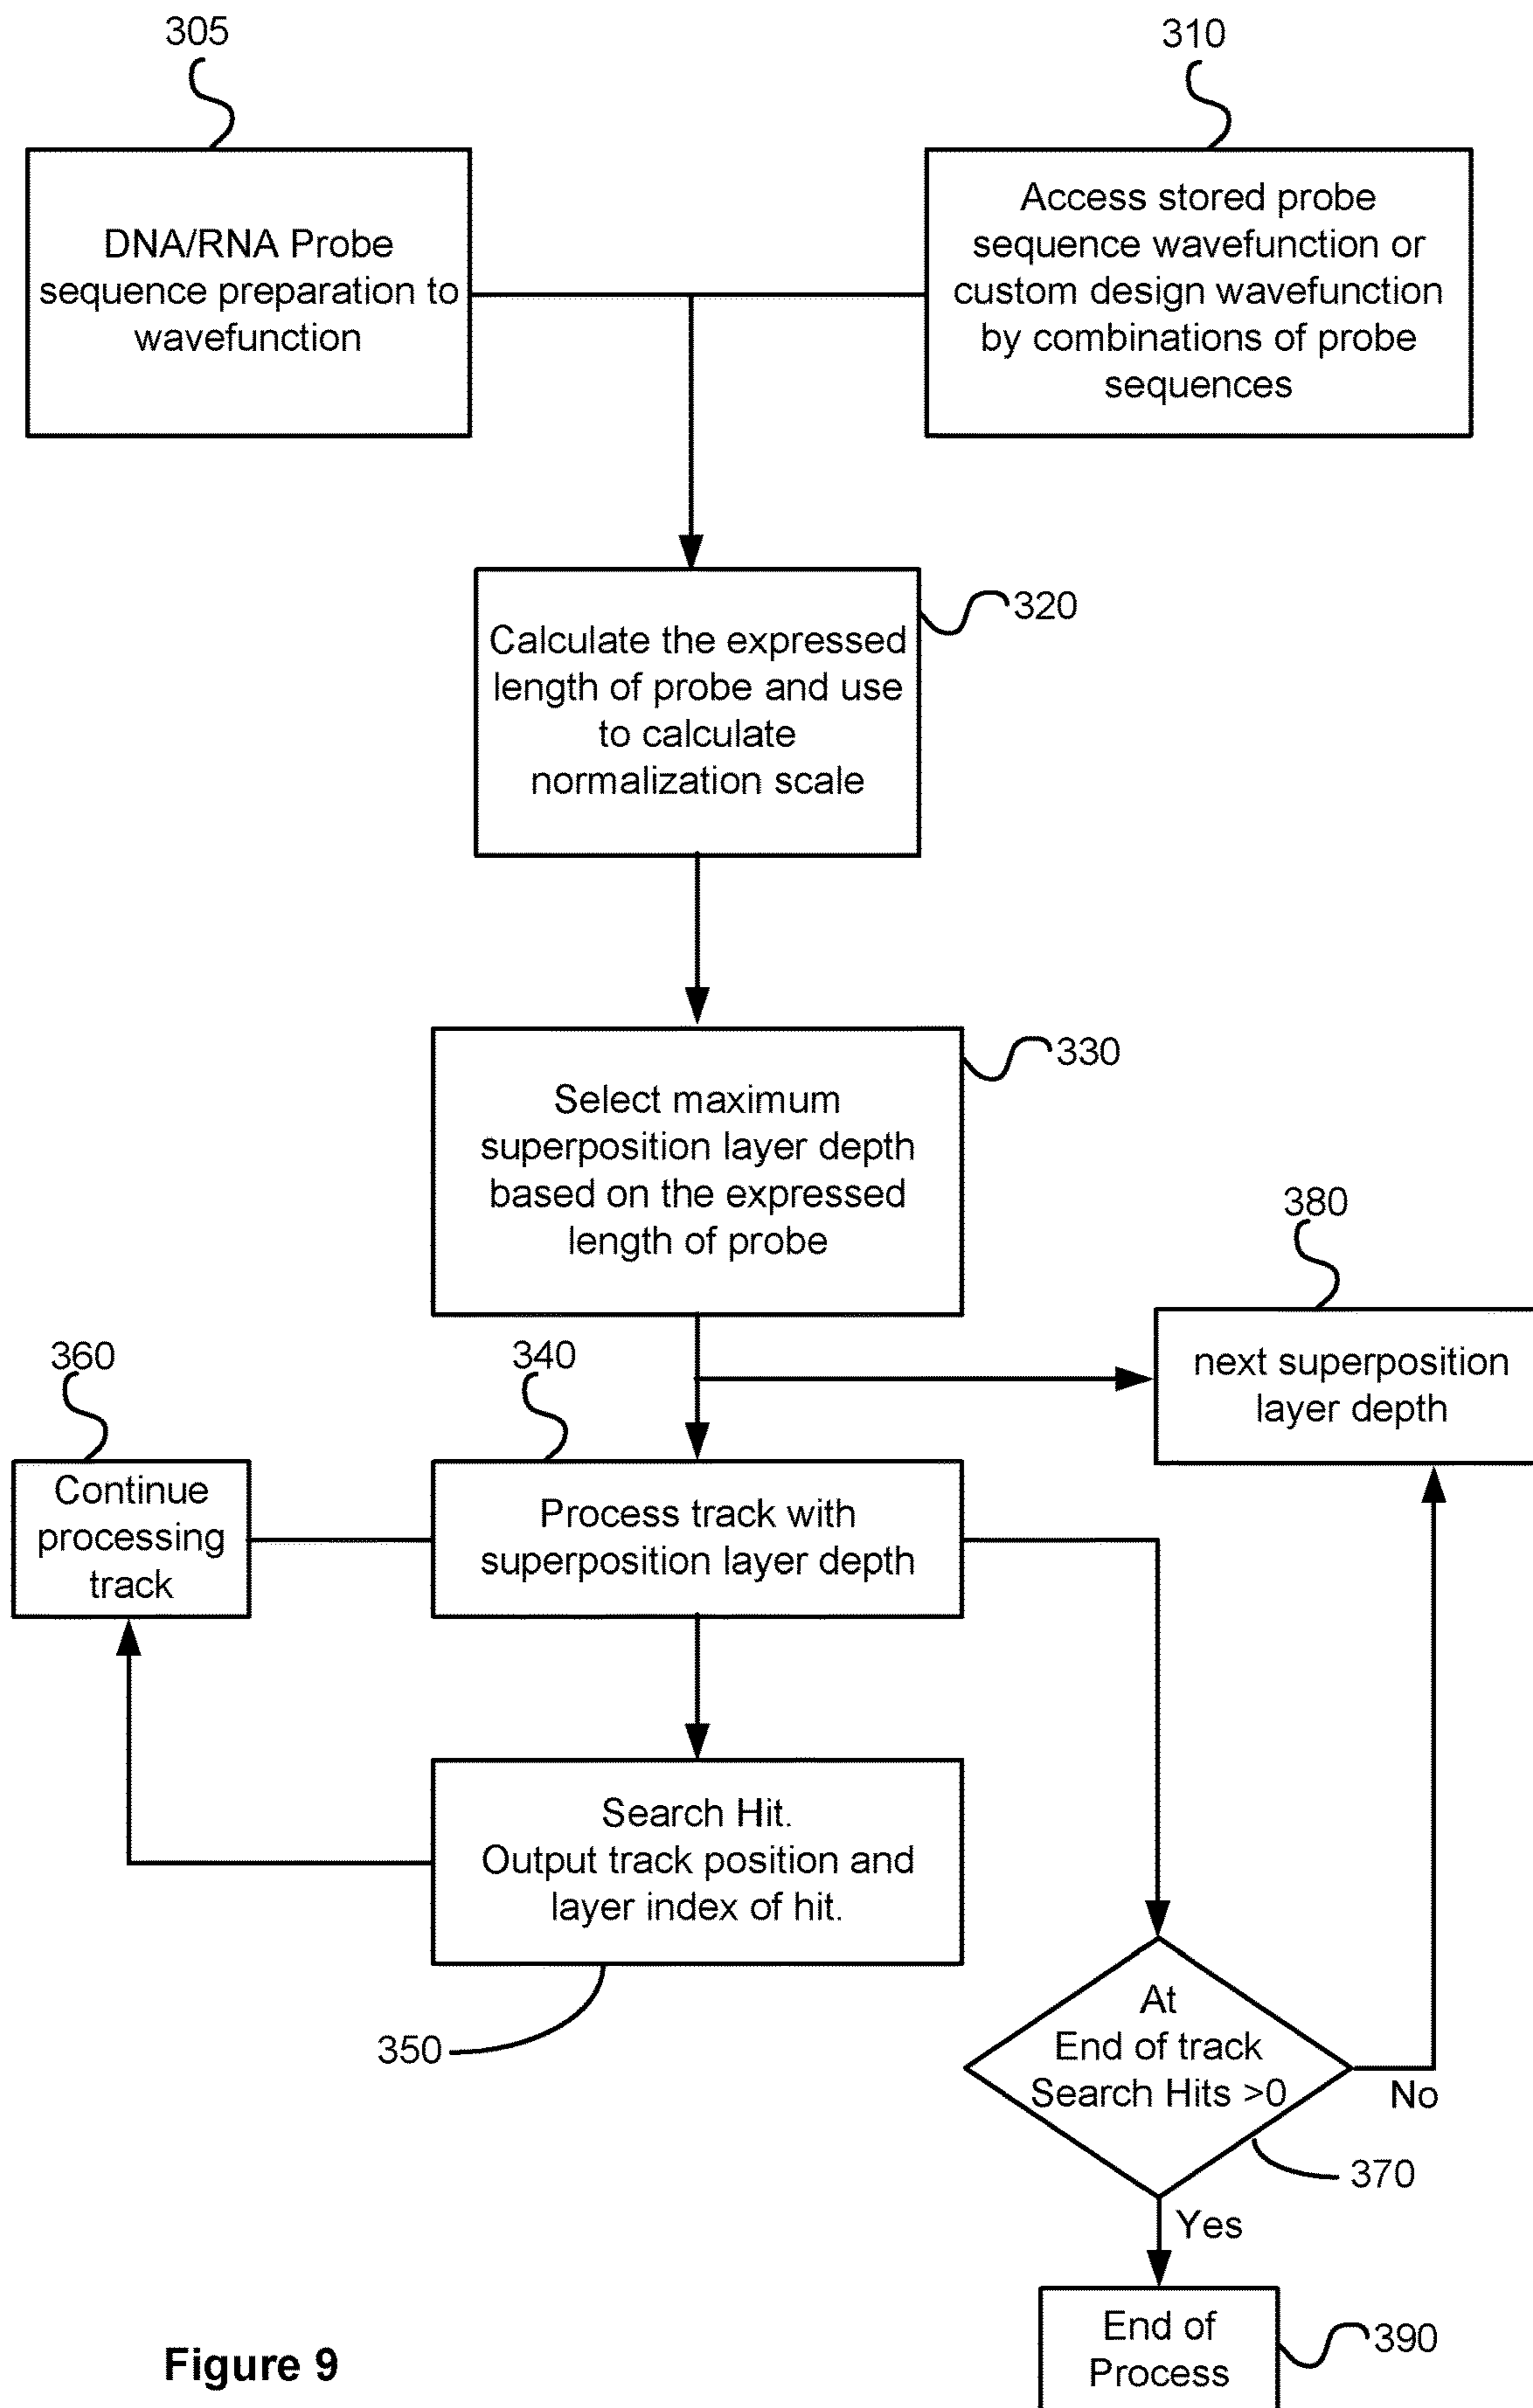 305
310
DNA/RNA Probe
sequence preparation to
wavefunction
Access stored probe
sequence wavefunction or
custom design wavefunction
by combinations of probe
sequences
320
Calculate the expressed
length of probe and use
to calculate
normalization scale
330
Select maximum
superposition layer depth
based on the expressed
length of probe
380
next superposition
layer depth
360
340
Continue
processing
track
Process track with
superposition layer depth
Search Hit.
Output track position and
layer index of hit.
350
At
End of track
Search Hits >0
No
370
Yes
End of
Process
390
Figure 9